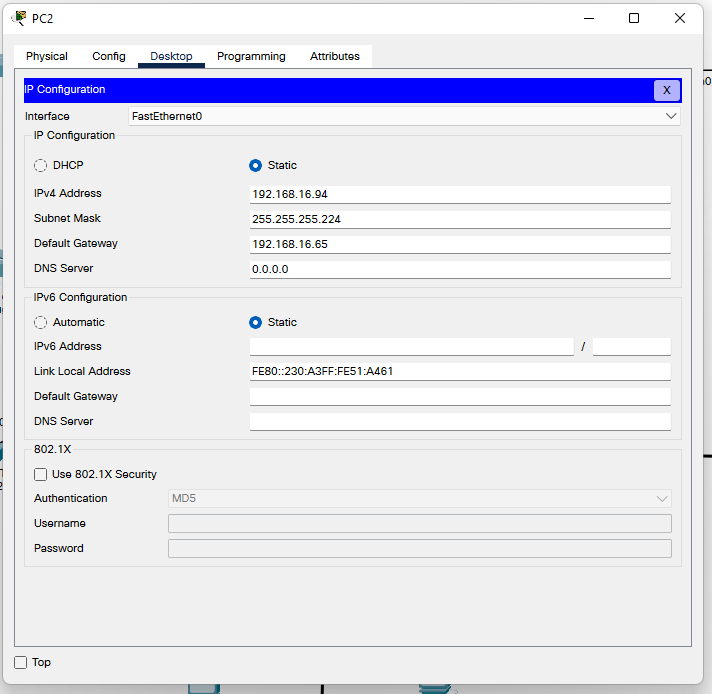 PC2
Physical Config Desktop Programming Attributes
IP Configuration X
Interface FastEthernet0
IP Configuration
DHCP Static
IPv4 Address 192.168.16.94
Subnet Mask 255.255.255.224
Default Gateway 192.168.16.65
DNS Server 0.0.0.0
IPv6 Configuration
Automatic Static
IPv6 Address /
Link Local Address FE80::230:A3FF:FE51:A461
Default Gateway
DNS Server
802.1X
Use 802.1X Security
Authentication MD5
Username
Password
Top